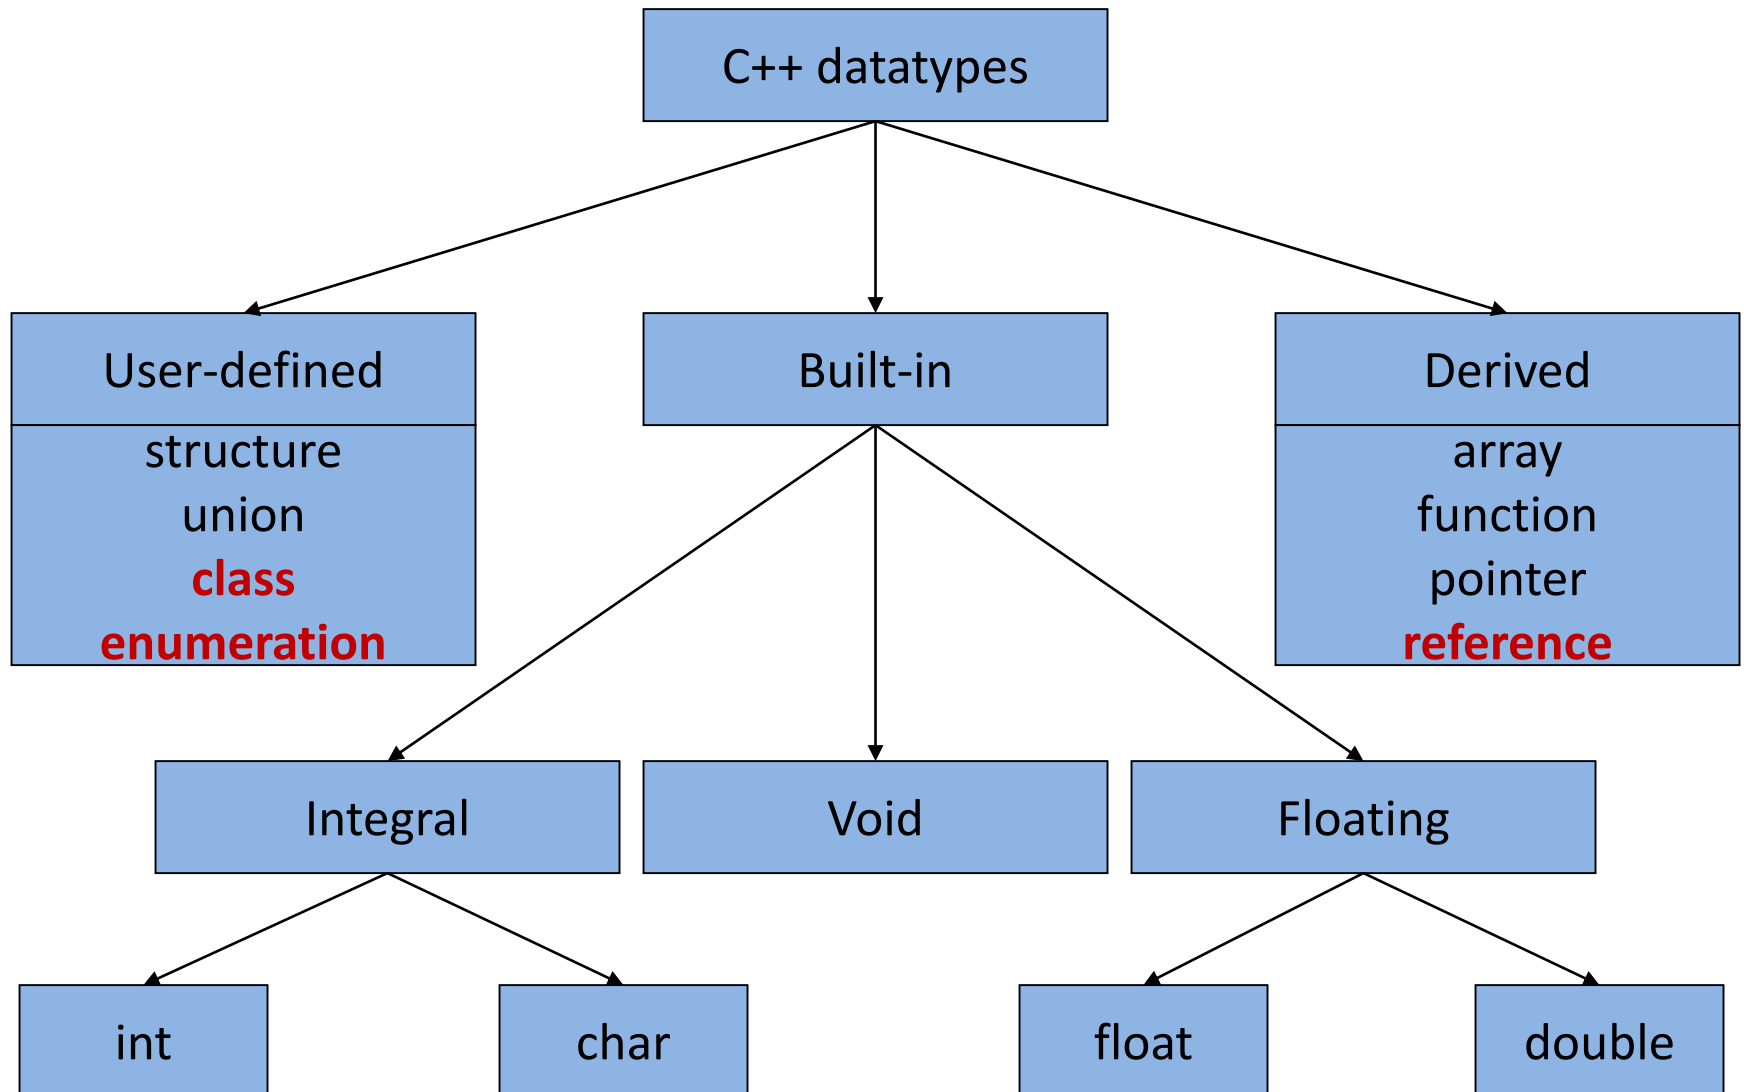 C++ datatypes
User-defined
Built-in
Derived
structure
union
class
enumeration
array
function
pointer
reference
Integral
Void
Floating
int
char
float
double